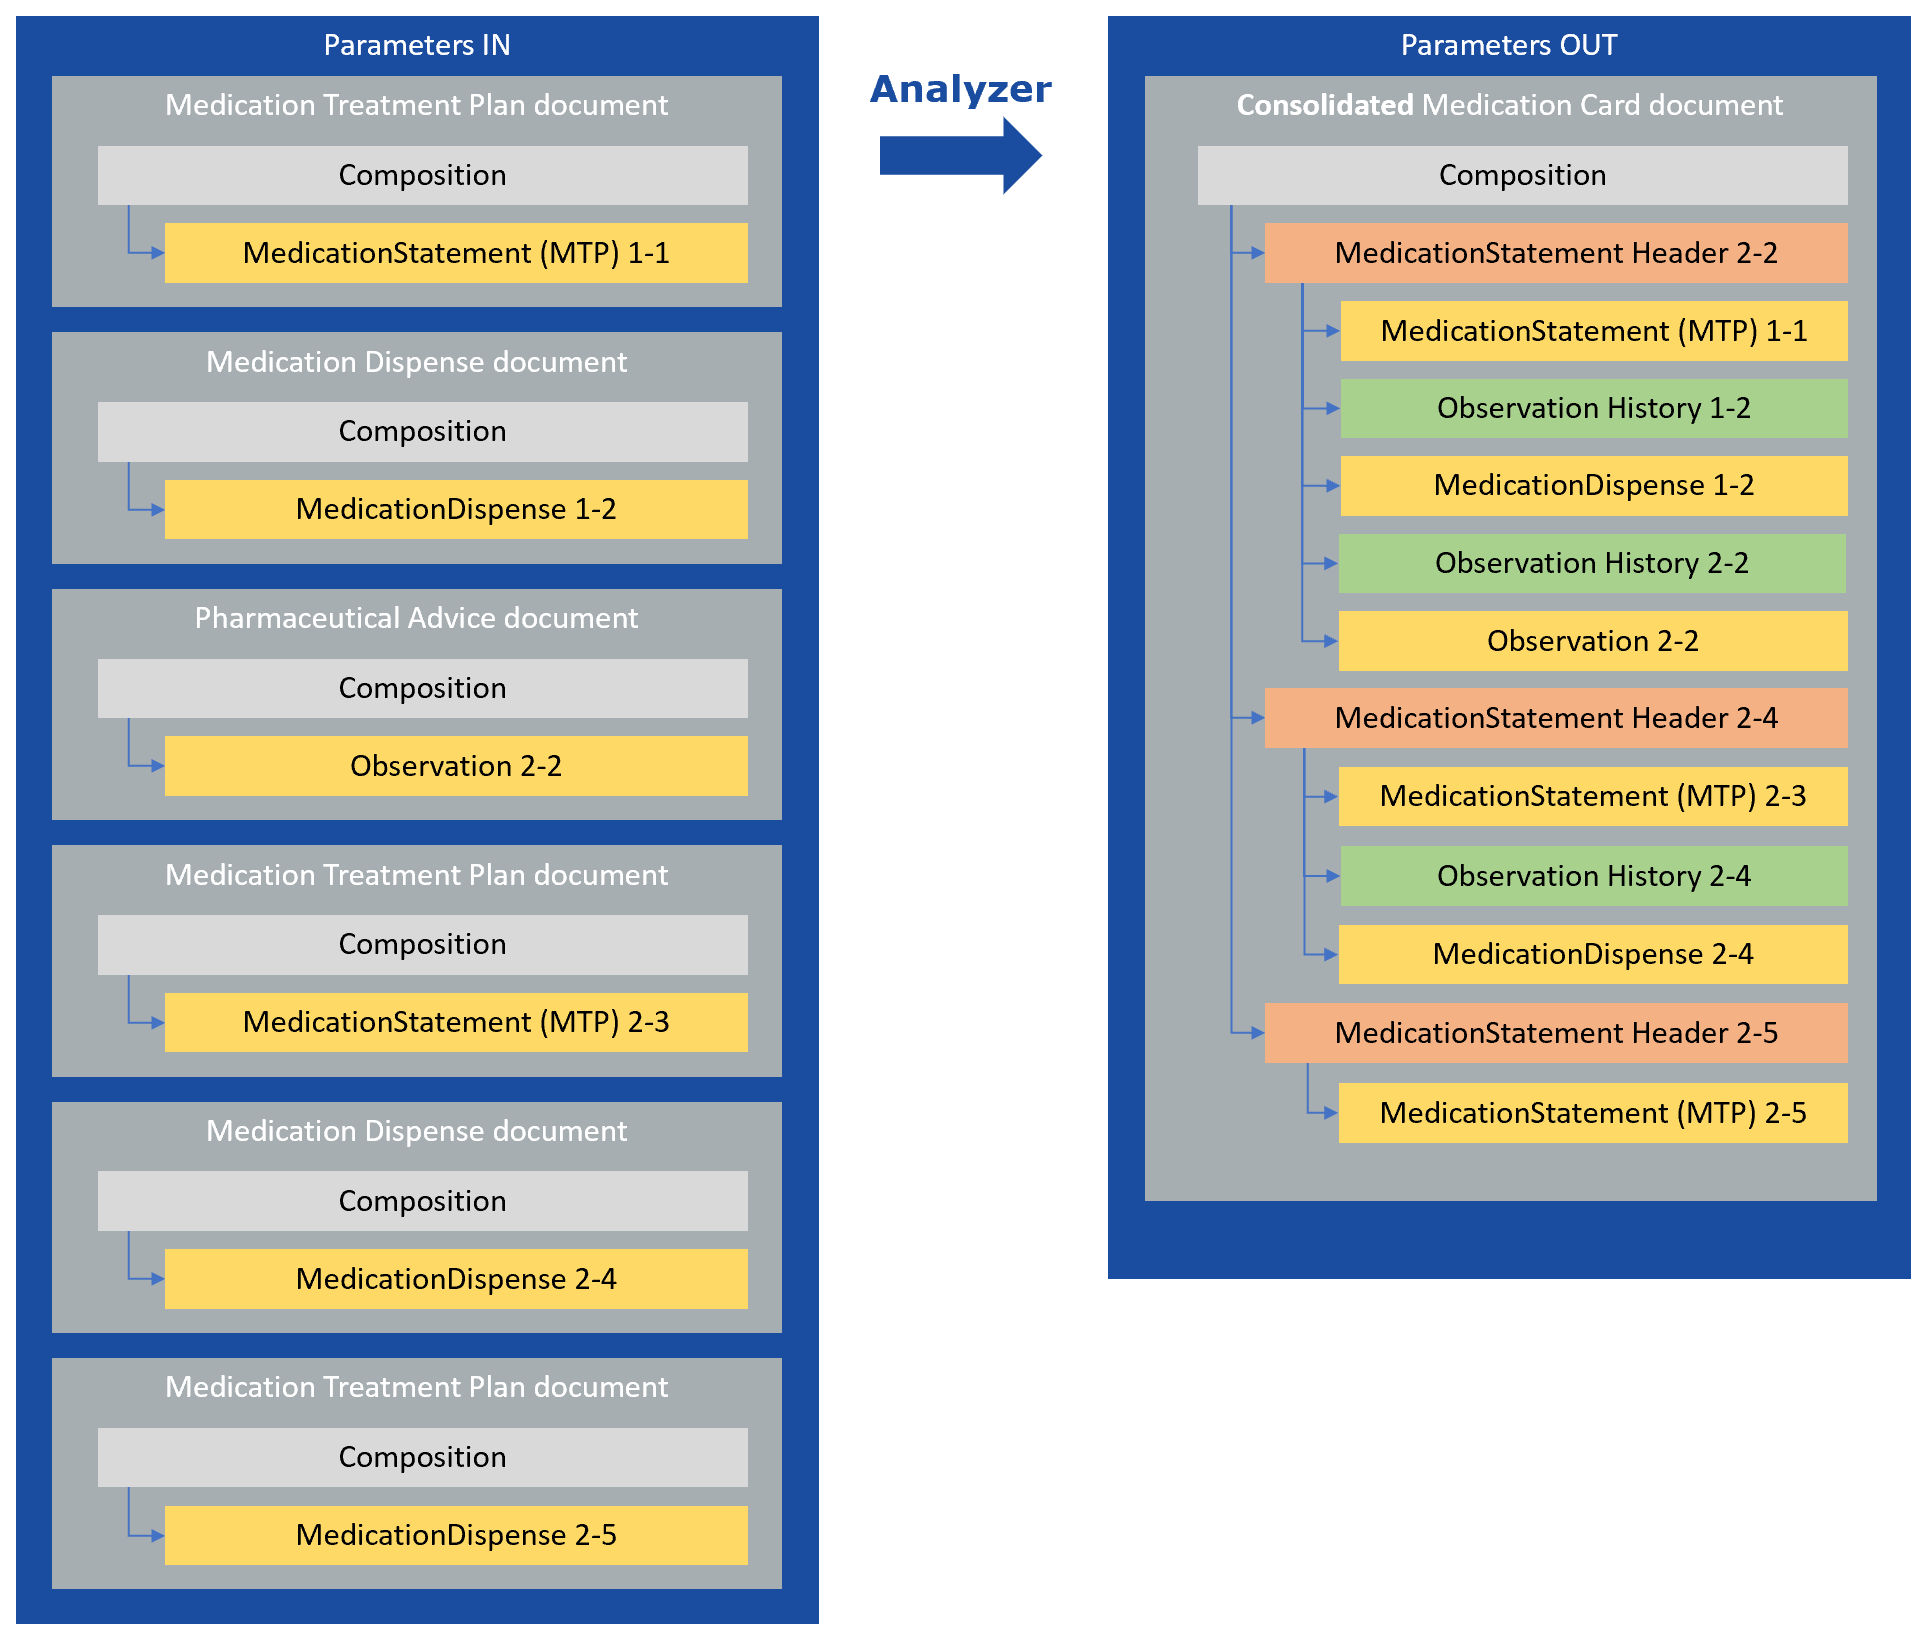 Parameters IN
Medication Treatment Plan document
Composition
MedicationStatement (MTP) 1-1
Medication Dispense document
Composition
MedicationDispense 1-2
Pharmaceutical Advice document
Composition
Observation 2-2
Medication Treatment Plan document
Composition
MedicationStatement (MTP) 2-3
Medication Dispense document
Composition
MedicationDispense 2-4
Medication Treatment Plan document
Composition
MedicationDispense 2-5
Analyzer
Parameters OUT
Consolidated Medication Card document
Composition
MedicationStatement Header 2-2
MedicationStatement (MTP) 1-1
Observation History 1-2
MedicationDispense 1-2
Observation History 2-2
Observation 2-2
MedicationStatement Header 2-4
MedicationStatement (MTP) 2-3
Observation History 2-4
MedicationDispense 2-4
MedicationStatement Header 2-5
MedicationStatement (MTP) 2-5